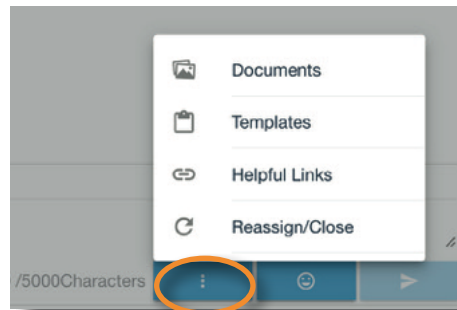 Documents
Templates
Helpful Links
Reassign/Close
/5000Characters